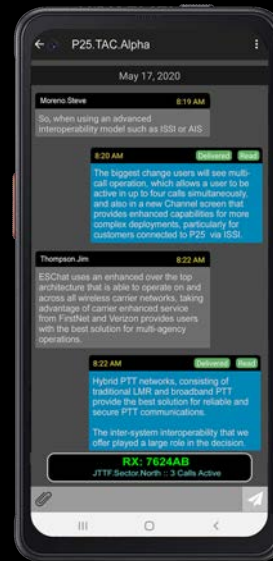 P25.TAC.Alpha
May 17, 2020
Moreno.Steve 8:19 AM
So, when using an advanced
interoperability model such as ISSI or AIS
8:20 AM Delivered Read
The biggest change users will see multi-
call operation, which allows a user to be
active in up to four calls simultaneously,
and also in a new Channel screen that
provides enhanced capabilities for more
complex deployments, particularly for
customers connected to P25 via ISSI.
Thompson.Jim 8:22 AM
ESChat uses an enhanced over the top
architecture that is able to operate on and
across all wireless carrier networks, taking
advantage of carrier enhanced service
from FirstNet and Verizon provides users
with the best solution for multi-agency
operations.
8:22 AM Delivered Read
Hybrid PTT networks, consisting of
traditional LMR and broadband PTT
provide the best solution for reliable and
secure PTT communications.
The inter-system interoperability that we
offer played a large role in the decision.
RX: 7624AB
JTTF.Sector.North :: 3 Calls Active